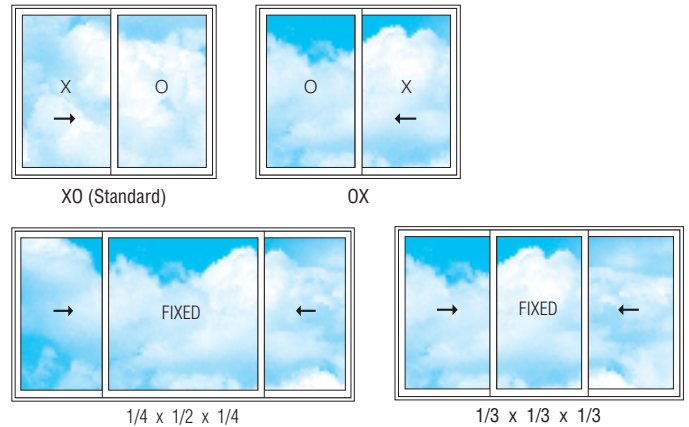 X O
O X
XO (Standard)
OX
FIXED
FIXED
1/4 x 1/2 x 1/4
1/3 x 1/3 x 1/3